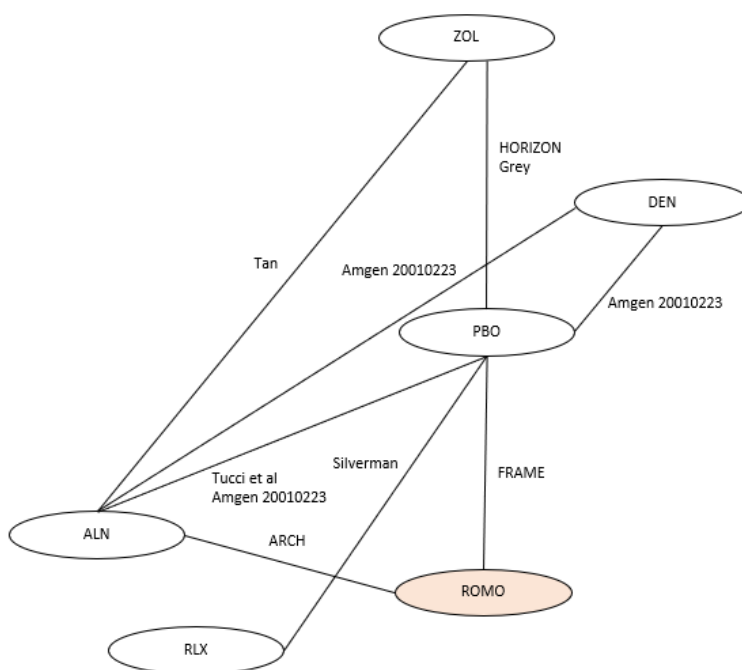 ZOL
HORIZON
Grey
DEN
Tan
Amgen 20010223
Amgen 20010223
PBO
Silverman
Tucci et al
Amgen 20010223
FRAME
ALN
ARCH
ROMO
RLX